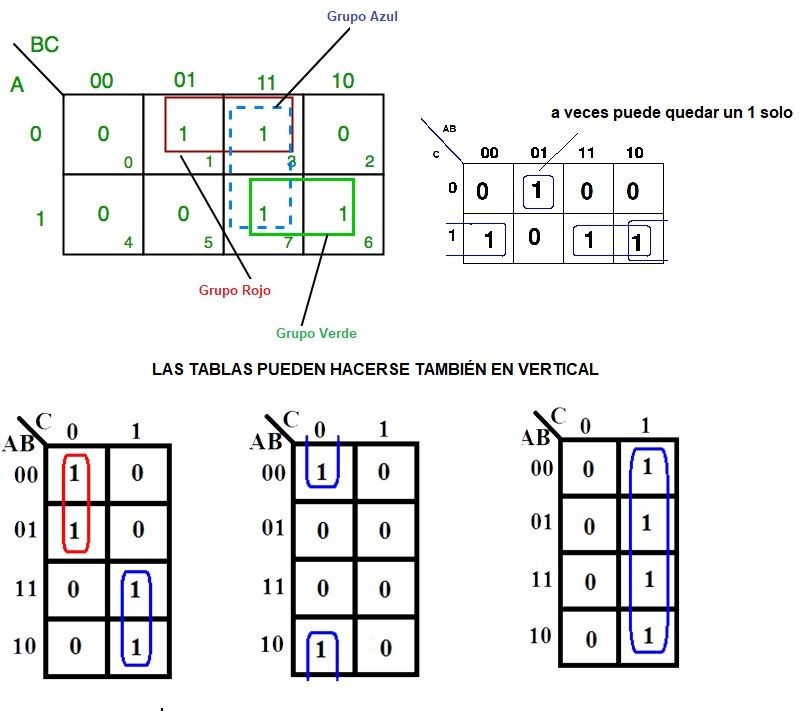 Grupo Azul
BC
A 00 01 11 10
0 0 1 1 0
0 1 3 2
1 0 0 1 1
4 5 7 6
Grupo Rojo
Grupo Verde
a veces puede quedar un 1 solo
AB
C 00 01 11 10
0 0 1 0 0
1 1 0 1 1
LAS TABLAS PUEDEN HACERSE TAMBIÉN EN VERTICAL
C
AB 0 1
00 1 0
01 1 0
11 0 1
10 0 1
C
AB 0 1
00 1 0
01 0 0
11 0 0
10 1 0
C
AB 0 1
00 0 1
01 0 1
11 0 1
10 0 1